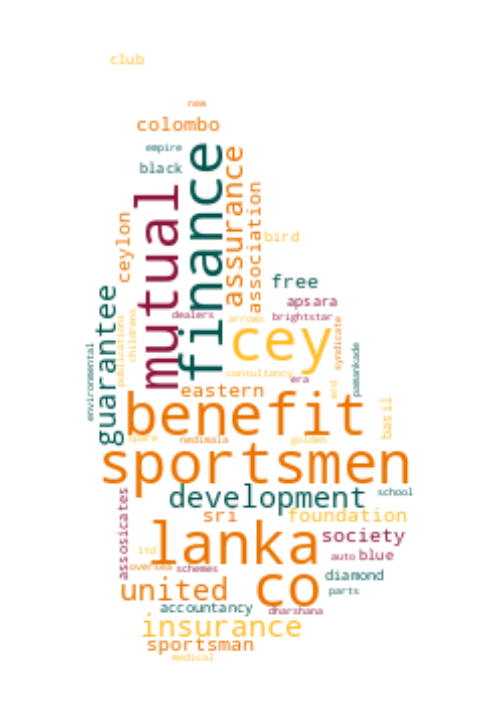 club
new
colombo
empire
black
finance
mutual
assurance
association
ceylon
bird
free
apsara
guarantee
dealers
arrows
brightstar
cey
childrens
publications
syndicate
environmental
pamankade
consultancy
era
eastern
erd
benefit
basil
spare
nedimala
golden
sportsmen
development
school
assosicates
sri
foundation
lanka
society
ltd
auto
blue
oversea
schemes
diamond
united
co
parts
accountancy
dharshana
insurance
sportsman
medical